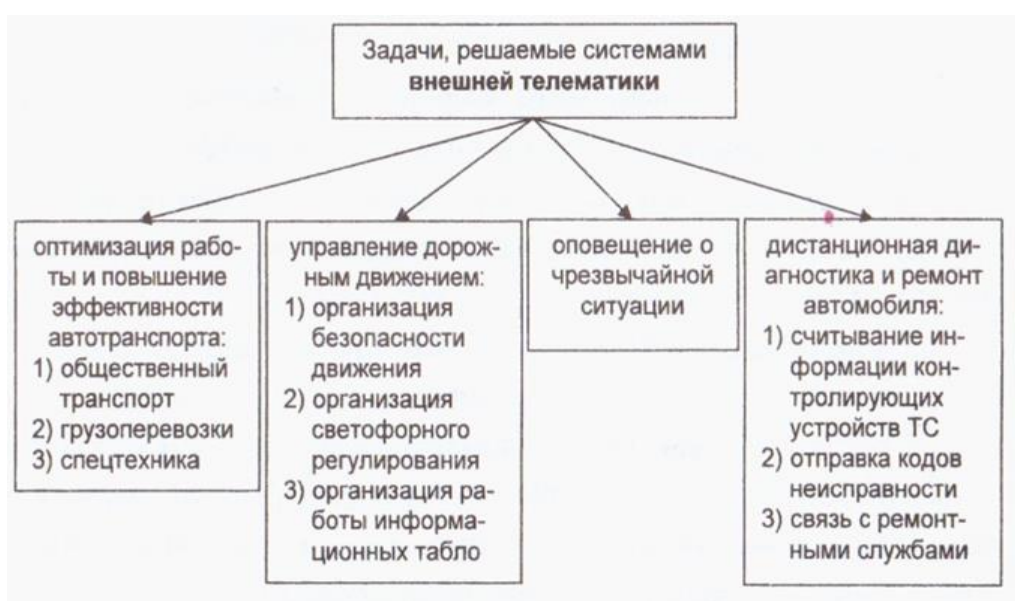 Задачи, решаемые системами
внешней телематики
оптимизация рабо-
ты и повышение
эффективности
автотранспорта:
1) общественный
транспорт
2) грузоперевозки
3) спецтехника
управление дорож-
ным движением:
1) организация
безопасности
движения
2) организация
светофорного
регулирования
3) организация ра-
боты информа-
ционных табло
оповещение о
чрезвычайной
ситуации
дистанционная ди-
агностика и ремонт
автомобиля:
1) считывание ин-
формации кон-
тролирующих
устройств ТС
2) отправка кодов
неисправности
3) связь с ремонт-
ными службами